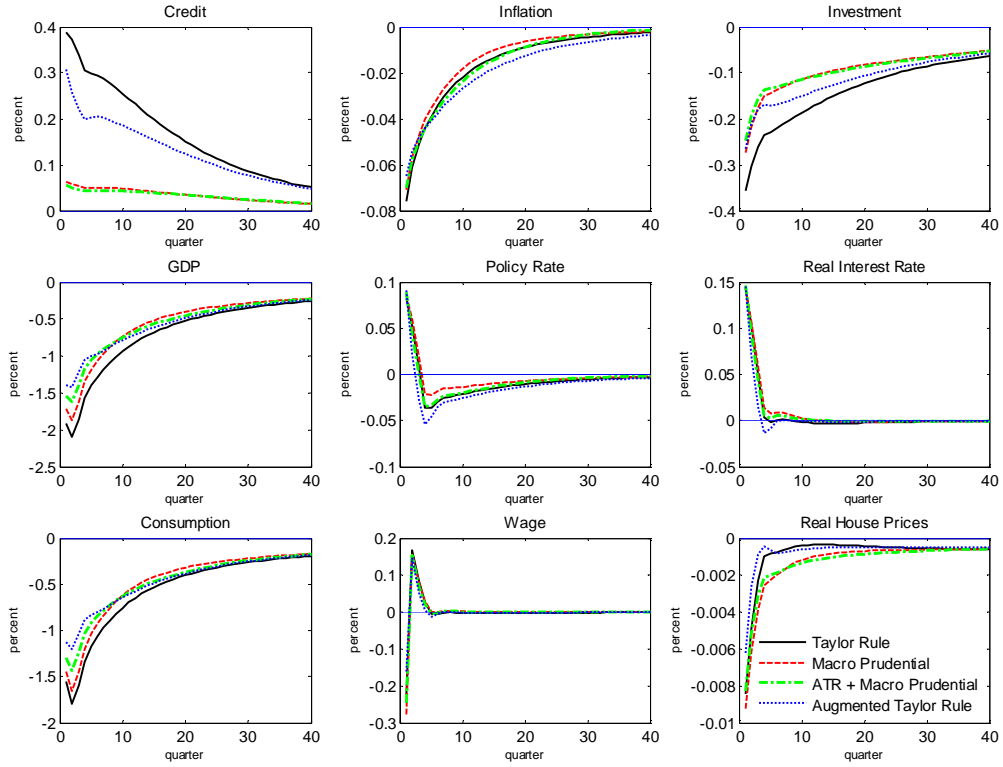 Credit
0.4
0.3
0.2
0.1
0
percent
0 10 20 30 40
quarter
Inflation
0
-0.02
-0.04
-0.06
-0.08
percent
0 10 20 30 40
quarter
Investment
0
-0.1
-0.2
-0.3
-0.4
percent
0 10 20 30 40
quarter
GDP
0
-0.5
-1
-1.5
-2
-2.5
percent
0 10 20 30 40
quarter
Policy Rate
0.1
0.05
0
-0.05
-0.1
percent
0 10 20 30 40
quarter
Real Interest Rate
0.15
0.1
0.05
0
-0.05
percent
0 10 20 30 40
quarter
Consumption
0
-0.5
-1
-1.5
-2
percent
0 10 20 30 40
quarter
Wage
0.2
0.1
0
-0.1
-0.2
-0.3
percent
0 10 20 30 40
quarter
Real House Prices
0
-0.002
-0.004
-0.006
-0.008
-0.01
percent
0 10 20 30 40
quarter
Taylor Rule
Macro Prudential
ATR + Macro Prudential
Augmented Taylor Rule